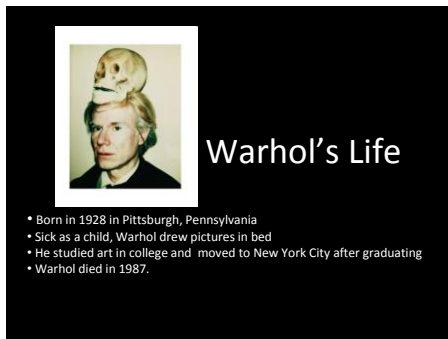 Warhol’s Life
• Born in 1928 in Pittsburgh, Pennsylvania
• Sick as a child, Warhol drew pictures in bed
• He studied art in college and  moved to New York City after graduating
• Warhol died in 1987.